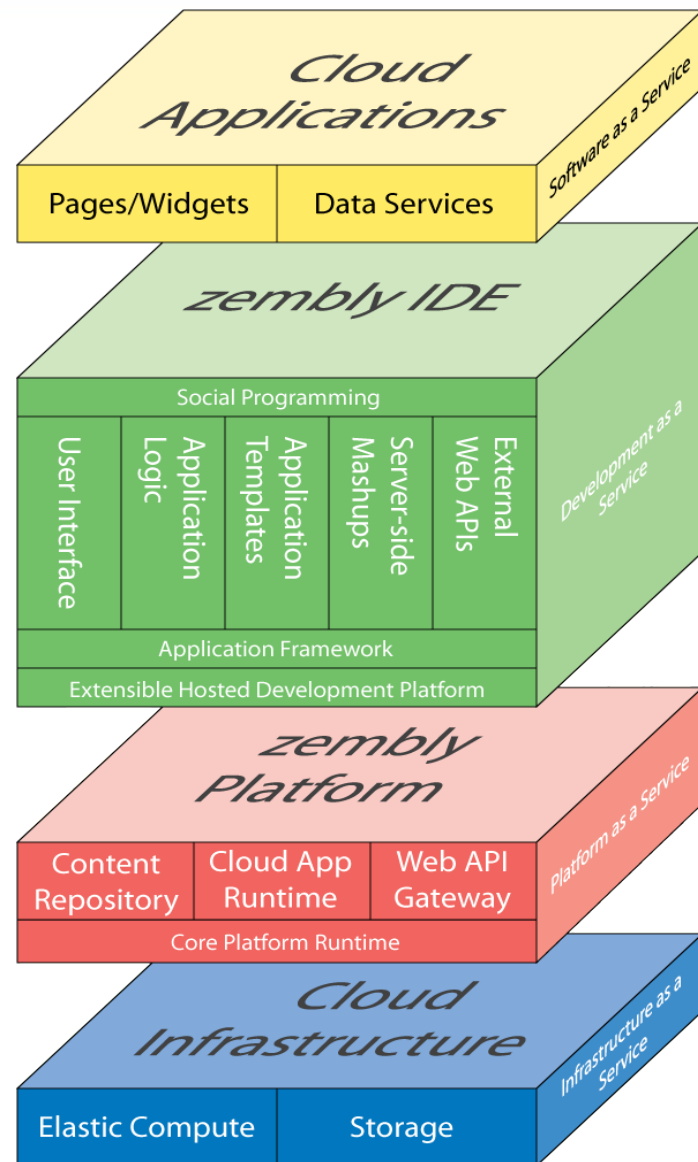 Cloud
Applications
Software as a Service
Pages/Widgets
Data Services
zembly IDE
Social Programming
User Interface
Application
Logic
Application
Templates
Server-side
Mashups
External
Web APIs
Development as a
Service
Application Framework
Extensible Hosted Development Platform
zembly
Platform
Platform as a Service
Content
Repository
Cloud App
Runtime
Web API
Gateway
Core Platform Runtime
Cloud
Infrastructure
Infrastructure as a
Service
Elastic Compute
Storage